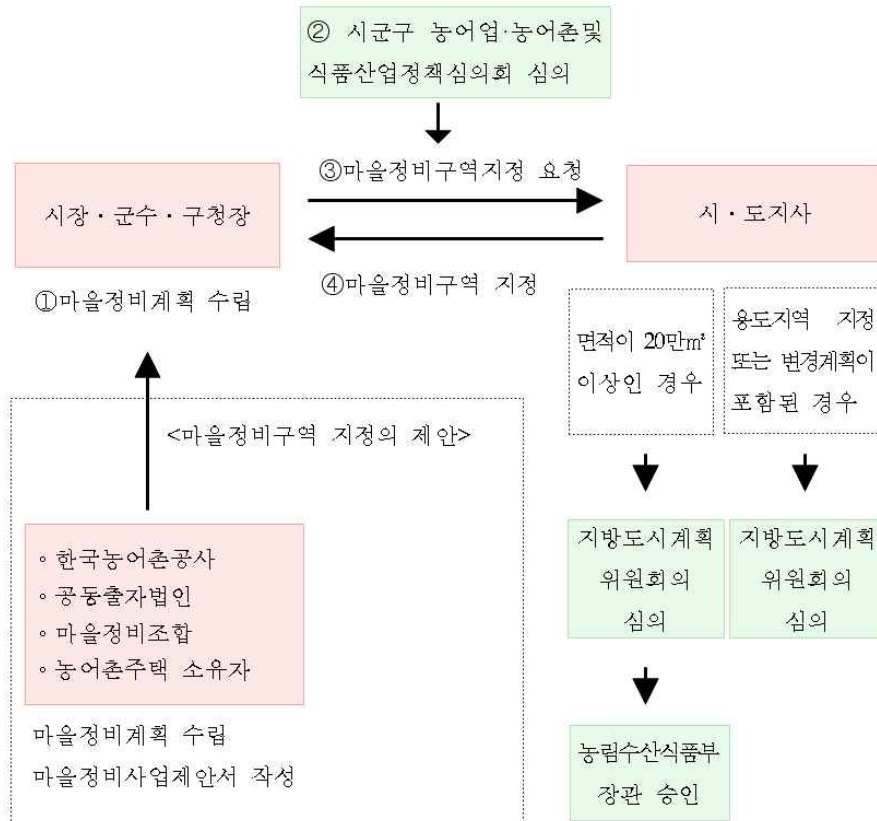 ② 시군구 농어업·농어촌및
식품산업정책심의회 심의
③마을정비구역지정 요청
시장·군수·구청장
시·도지사
④마을정비구역 지정
①마을정비계획 수립
면적이 20만㎡
이상인 경우
용도지역 지정
또는 변경계획이
포함된 경우
<마을정비구역 지정의 제안>
◦ 한국농어촌공사
◦ 공동출자법인
◦ 마을정비조합
◦ 농어촌주택 소유자
지방도시계획
위원회의
심의
지방도시계획
위원회의
심의
마을정비계획 수립
마을정비사업제안서 작성
농림수산식품부
장관 승인